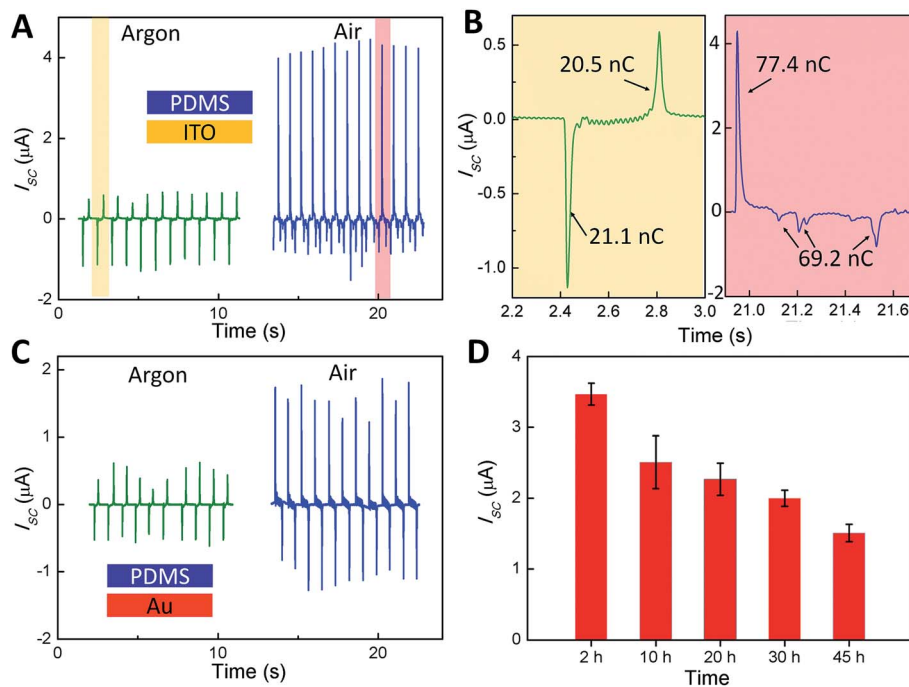 A
Argon
Air
PDMS
ITO
I_SC (μA)
4
2
0
-2
0
10
20
Time (s)
B
0.5
0.0
-0.5
-1.0
I_SC (μA)
20.5 nC
21.1 nC
2.2 2.4 2.6 2.8 3.0
4
2
0
-2
77.4 nC
69.2 nC
21.0 21.2 21.4 21.6
Time (s)
C
Argon
Air
PDMS
Au
I_SC (μA)
2
1
0
-1
-2
0
10
20
Time (s)
D
I_SC (μA)
4
3
2
1
0
2 h 10 h 20 h 30 h 45 h
Time